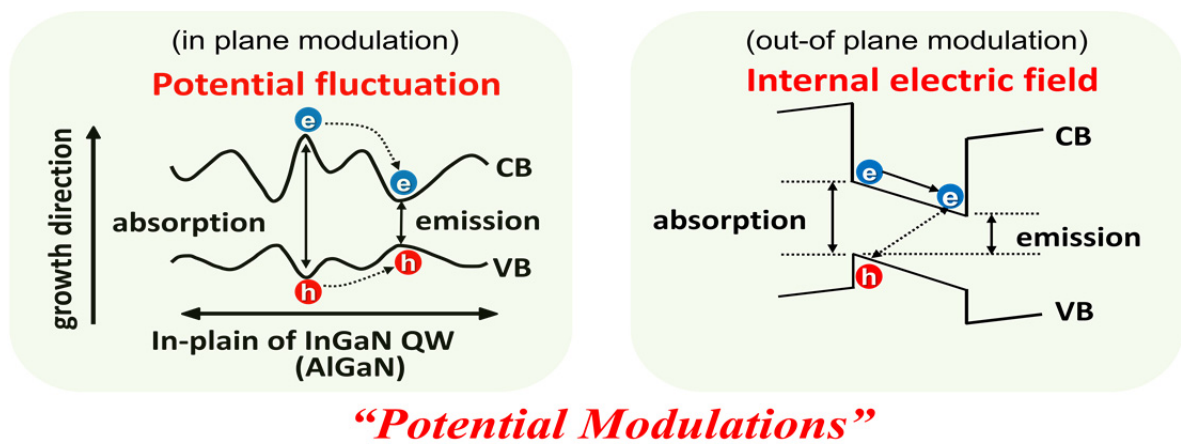 (in plane modulation)
Potential fluctuation
growth direction
e
e
CB
absorption
emission
h
h
VB
In-plain of InGaN QW
(AlGaN)
(out-of plane modulation)
Internal electric field
CB
e
e
absorption
emission
h
VB
“Potential Modulations”